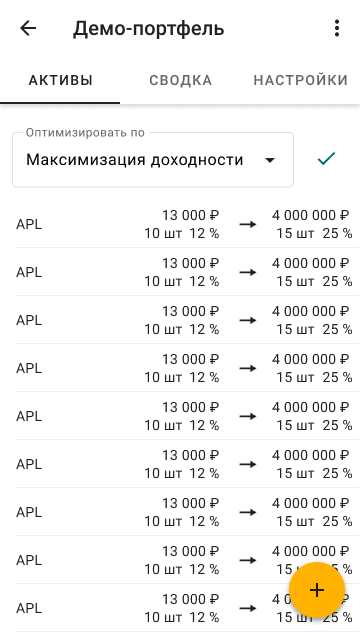 Демо-портфель
АКТИВЫ СВОДКА НАСТРОЙКИ
Оптимизировать по
Максимизация доходности
13 000 ₽ 4 000 000 ₽
APL
10 шт 12 % 15 шт 25 %
13 000 ₽ 4 000 000 ₽
APL
10 шт 12 % 15 шт 25 %
13 000 ₽ 4 000 000 ₽
APL
10 шт 12 % 15 шт 25 %
13 000 ₽ 4 000 000 ₽
APL
10 шт 12 % 15 шт 25 %
13 000 ₽ 4 000 000 ₽
APL
10 шт 12 % 15 шт 25 %
13 000 ₽ 4 000 000 ₽
APL
10 шт 12 % 15 шт 25 %
13 000 ₽ 4 000 000 ₽
APL
10 шт 12 % 15 шт 25 %
13 000 ₽ 4 000 000 ₽
APL
10 шт 12 % 15 шт 25 %
13 000 ₽ 4
APL
10 шт 12 % 15 25 %